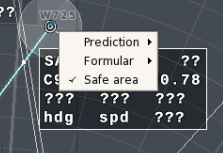 ??
W725
Prediction
Formular
Safe area
SA ??
C9 0.78
??? ??? ???
hdg spd ???